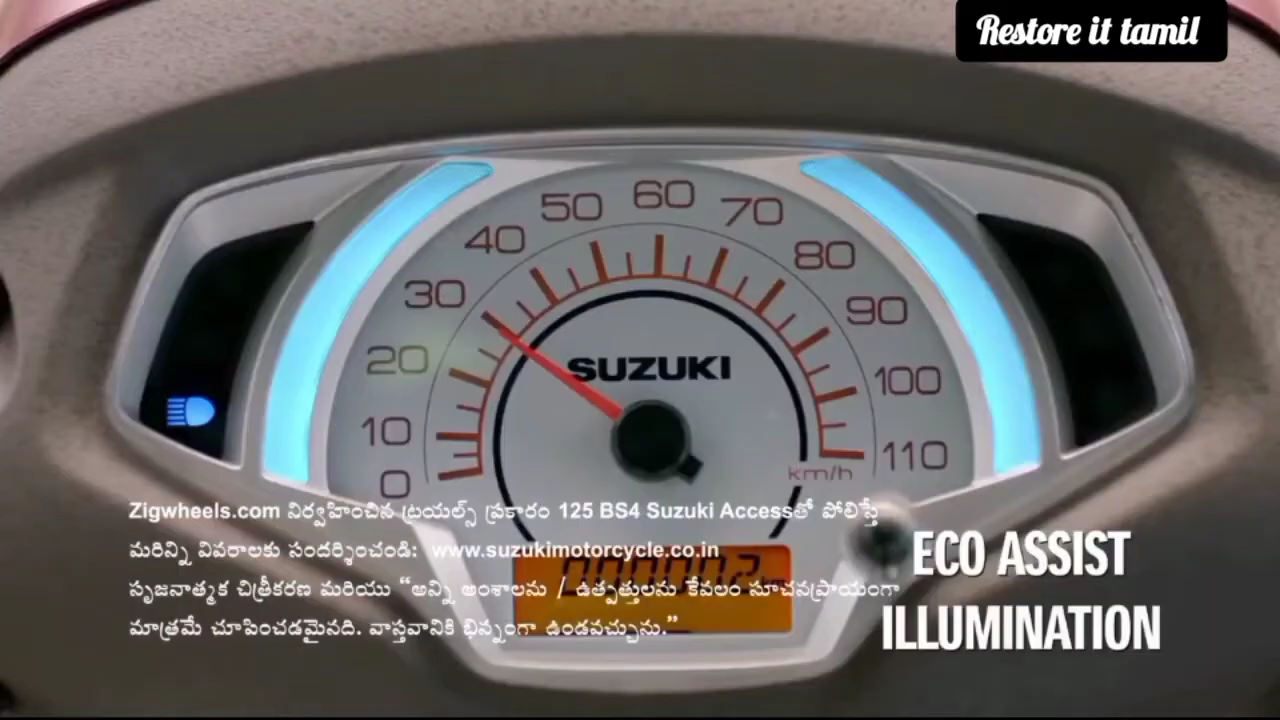 Restore it tamil
60
50
70
40
80
30
90
SUZUKI
20
100
10
110
km/h
0
Zigwheels.com నిర్వహించిన ట్రయల్స్ ప్రకారం 125 BS4 Suzuki Accessతో పోలిస్తే
మరిన్ని వివరాలకు సందర్శించండి: www.suzukimotorcycle.co.in
ECO ASSIST
000002 km
సృజనాత్మక చిత్రీకరణ మరియు “అన్ని అంశాలను / ఉత్పత్తులను కేవలం సూచనప్రాయంగా
ILLUMINATION
మాత్రమే చూపించడమైనది. వాస్తవానికి భిన్నంగా ఉండవచ్చును.”